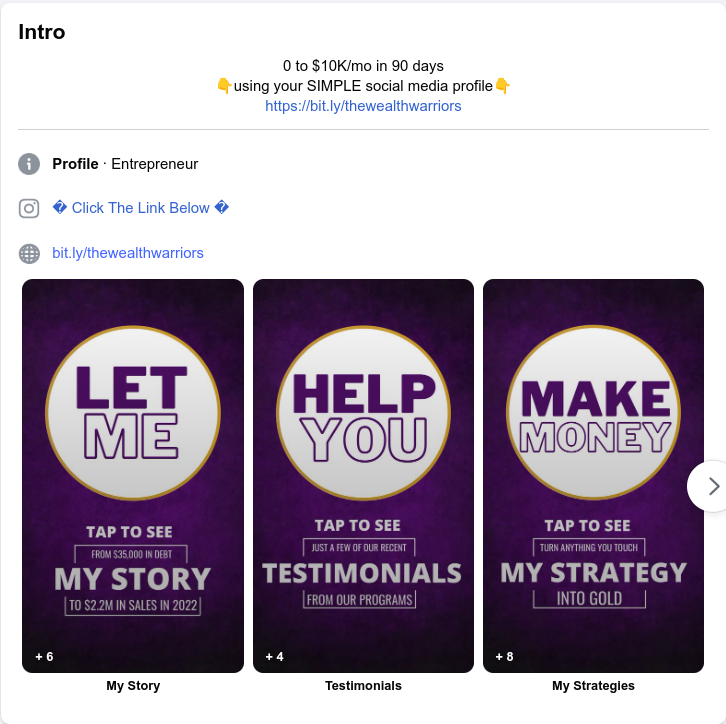 Intro
0 to $10K/mo in 90 days
👇using your SIMPLE social media profile👇
https://bit.ly/thewealthwarriors
Profile · Entrepreneur
� Click The Link Below �
bit.ly/thewealthwarriors
LET
ME
TAP TO SEE
FROM $35,000 IN DEBT
MY STORY
TO $2.2M IN SALES IN 2022
+ 6
My Story
HELP
YOU
TAP TO SEE
JUST A FEW OF OUR RECENT
TESTIMONIALS
FROM OUR PROGRAMS
+ 4
Testimonials
MAKE
MONEY
TAP TO SEE
TURN ANYTHING YOU TOUCH
MY STRATEGY
INTO GOLD
+ 8
My Strategies